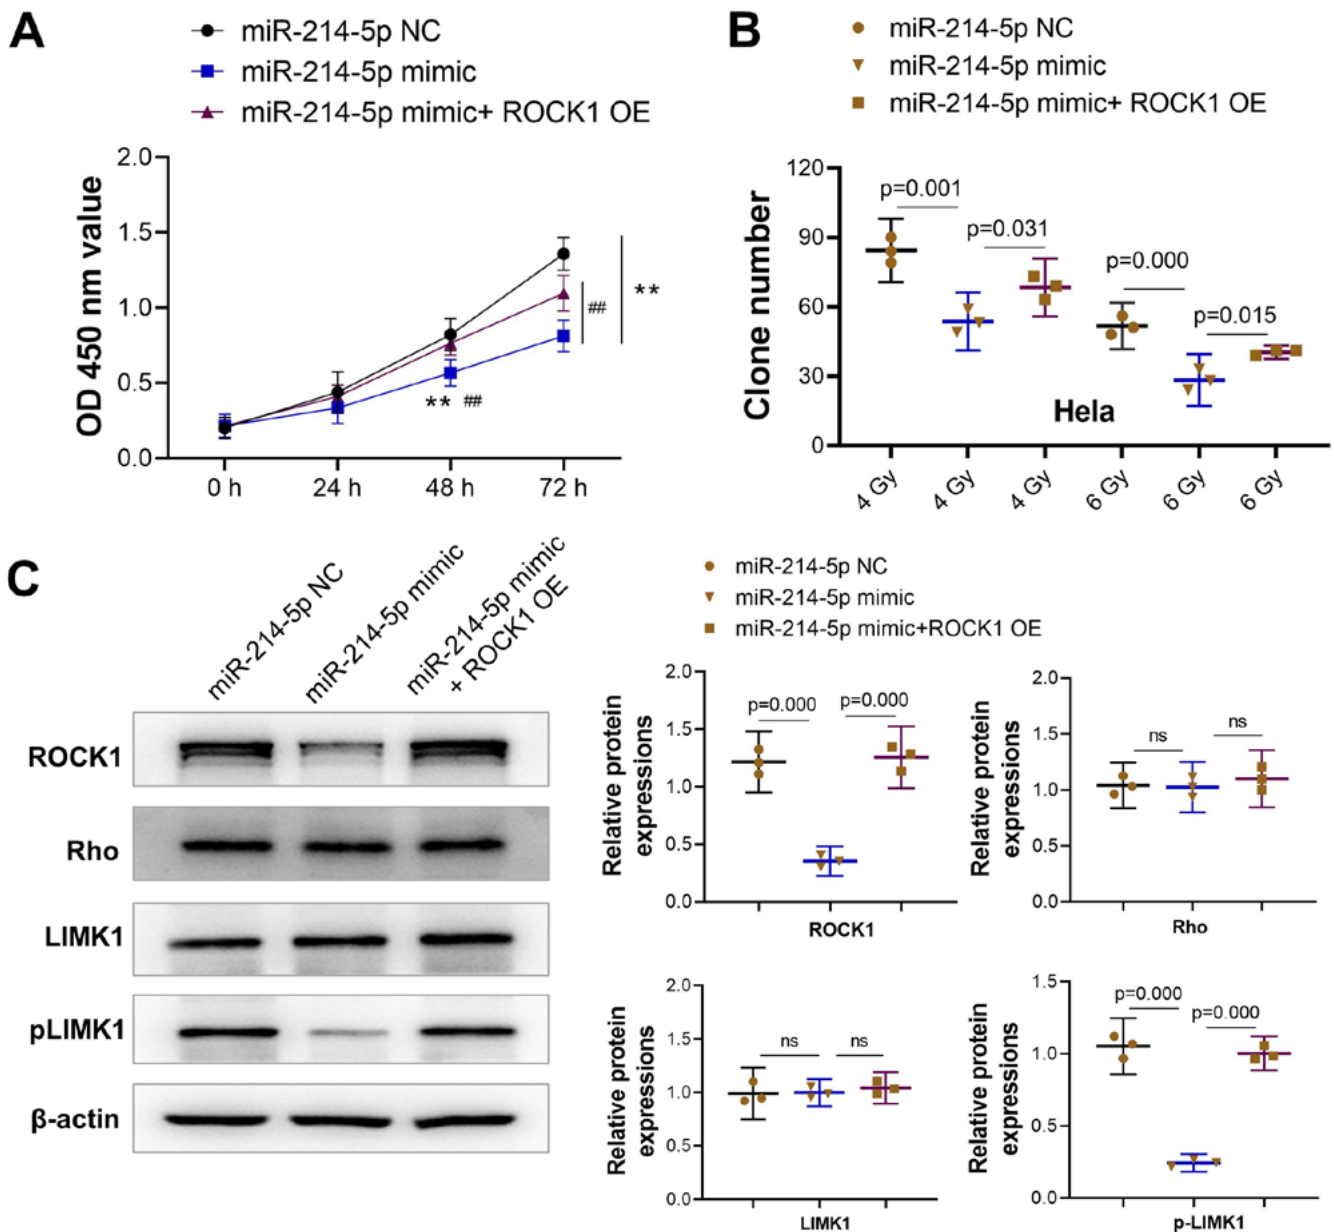 A
miR-214-5p NC
miR-214-5p mimic
miR-214-5p mimic+ ROCK1 OE
OD 450 nm value
2.0
1.5
1.0
0.5
0.0
0 h
24 h
48 h
72 h
** ##
##
**
B
miR-214-5p NC
miR-214-5p mimic
miR-214-5p mimic+ ROCK1 OE
Clone number
120
90
60
30
0
p=0.001
p=0.031
p=0.000
p=0.015
Hela
4 Gy
4 Gy
4 Gy
6 Gy
6 Gy
6 Gy
C
miR-214-5p NC
miR-214-5p mimic
miR-214-5p mimic
+ ROCK1 OE
ROCK1
Rho
LIMK1
pLIMK1
β-actin
miR-214-5p NC
miR-214-5p mimic
miR-214-5p mimic+ROCK1 OE
Relative protein
expressions
2.0
1.5
1.0
0.5
0.0
p=0.000
p=0.000
ROCK1
Relative protein
expressions
2.0
1.5
1.0
0.5
0.0
ns
ns
Rho
Relative protein
expressions
2.0
1.5
1.0
0.5
0.0
ns
ns
LIMK1
Relative protein
expressions
1.5
1.0
0.5
0.0
p=0.000
p=0.000
p-LIMK1